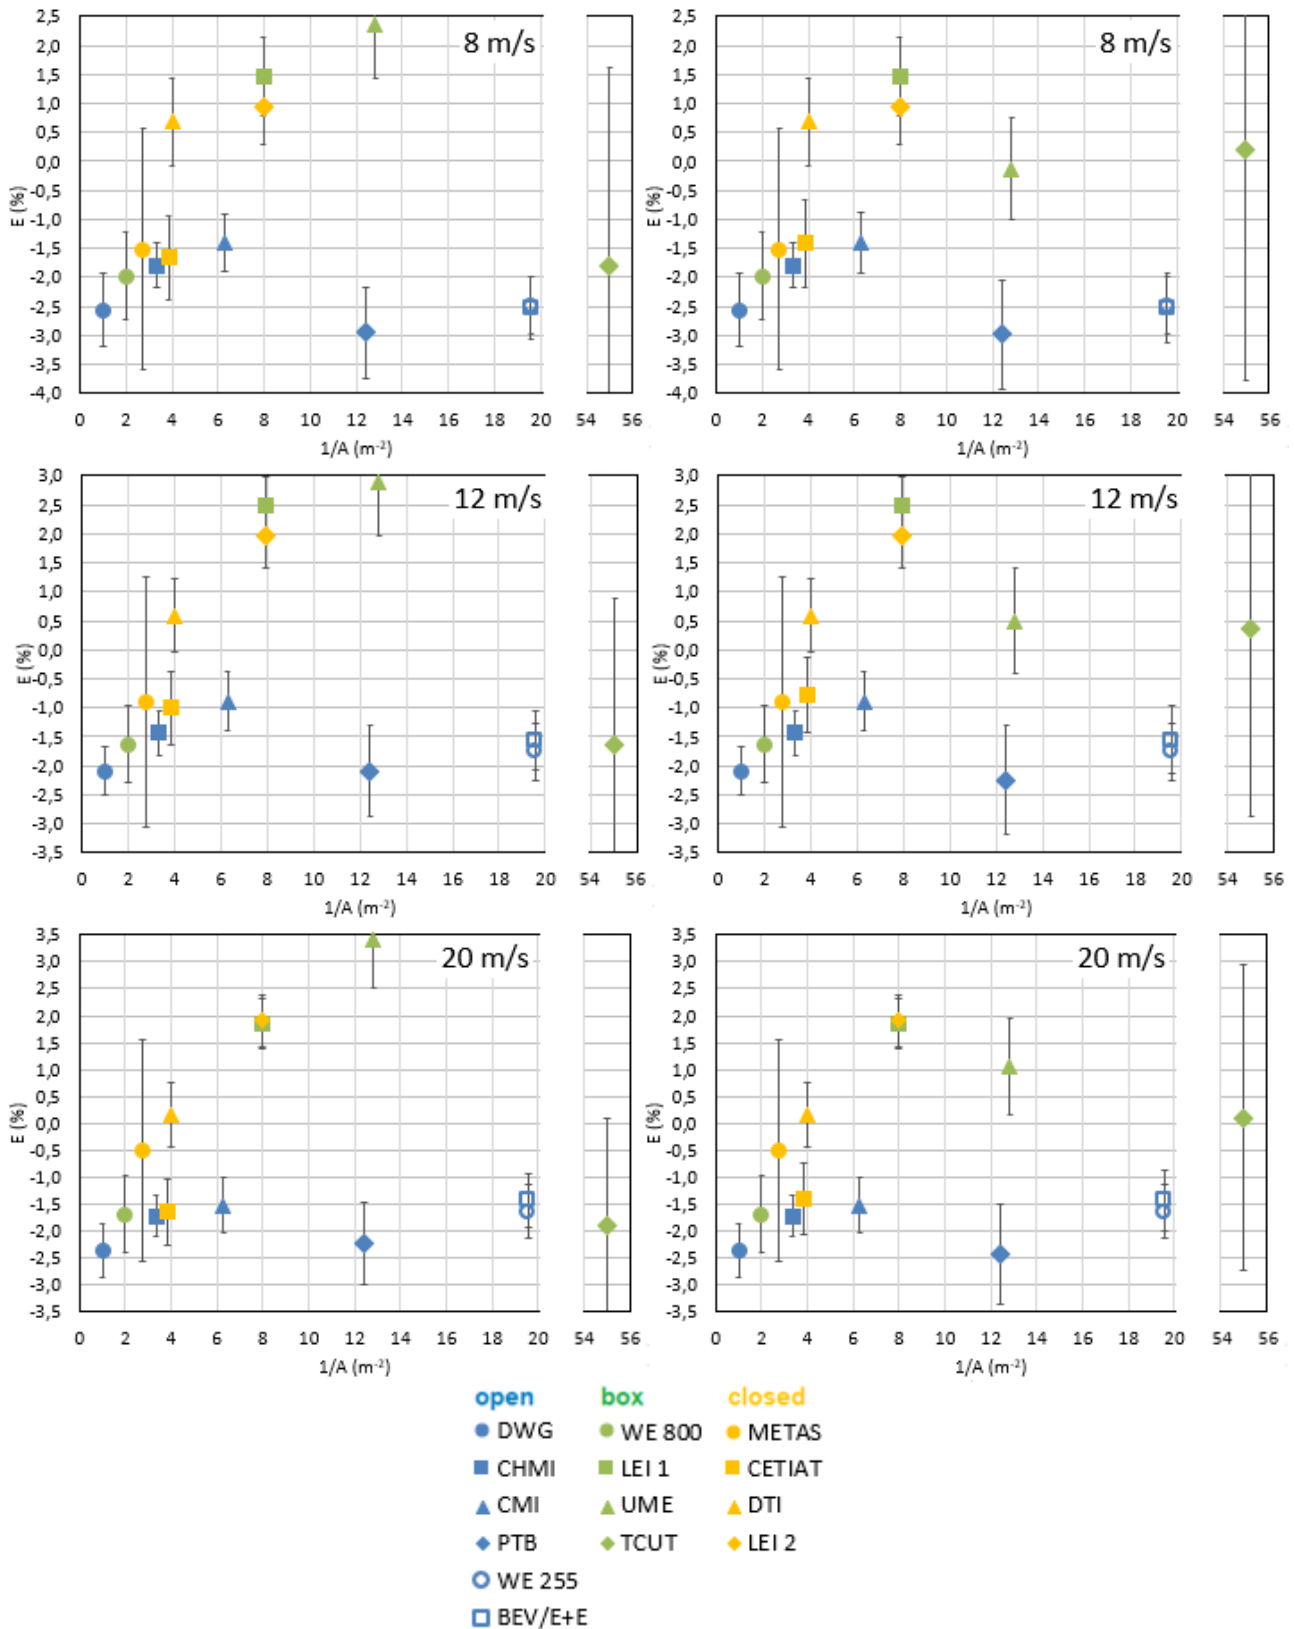 2,5 2,5
2,0 8 m/s 2,0 8 m/s
1,5 1,5
1,0 1,0
0,5 0,5
0,0 0,0
E (%) E (%)
-0,5 -0,5
-1,0 -1,0
-1,5 -1,5
-2,0 -2,0
-2,5 -2,5
-3,0 -3,0
-3,5 -3,5
-4,0 -4,0
0 2 4 6 8 10 12 14 16 18 20 54 56 0 2 4 6 8 10 12 14 16 18 20 54 56
1/A (m⁻²) 1/A (m⁻²)
3,0 3,0
2,5 12 m/s 2,5 12 m/s
2,0 2,0
1,5 1,5
1,0 1,0
0,5 0,5
0,0 0,0
E (%) E (%)
-0,5 -0,5
-1,0 -1,0
-1,5 -1,5
-2,0 -2,0
-2,5 -2,5
-3,0 -3,0
-3,5 -3,5
0 2 4 6 8 10 12 14 16 18 20 54 56 0 2 4 6 8 10 12 14 16 18 20 54 56
1/A (m⁻²) 1/A (m⁻²)
3,5 3,5
3,0 20 m/s 3,0 20 m/s
2,5 2,5
2,0 2,0
1,5 1,5
1,0 1,0
0,5 0,5
0,0 0,0
E (%) E (%)
-0,5 -0,5
-1,0 -1,0
-1,5 -1,5
-2,0 -2,0
-2,5 -2,5
-3,0 -3,0
-3,5 -3,5
0 2 4 6 8 10 12 14 16 18 20 54 56 0 2 4 6 8 10 12 14 16 18 20 54 56
1/A (m⁻²) 1/A (m⁻²)
open box closed
DWG WE 800 METAS
CHMI LEI 1 CETIAT
CMI UME DTI
PTB TCUT LEI 2
WE 255
BEV/E+E